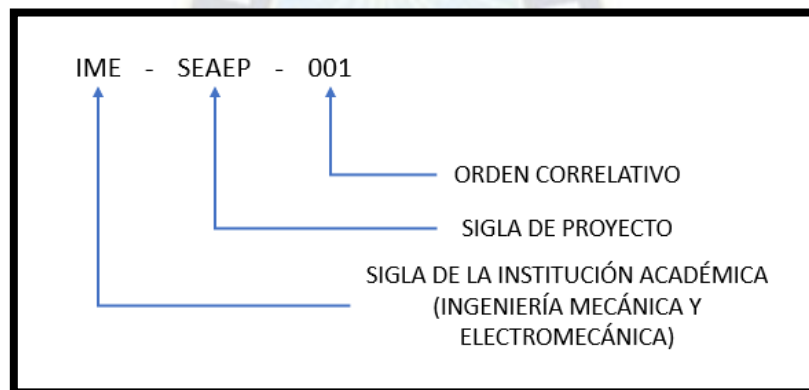 IME - SEAEP - 001
ORDEN CORRELATIVO
SIGLA DE PROYECTO
SIGLA DE LA INSTITUCIÓN ACADÉMICA
(INGENIERÍA MECÁNICA Y
ELECTROMECÁNICA)